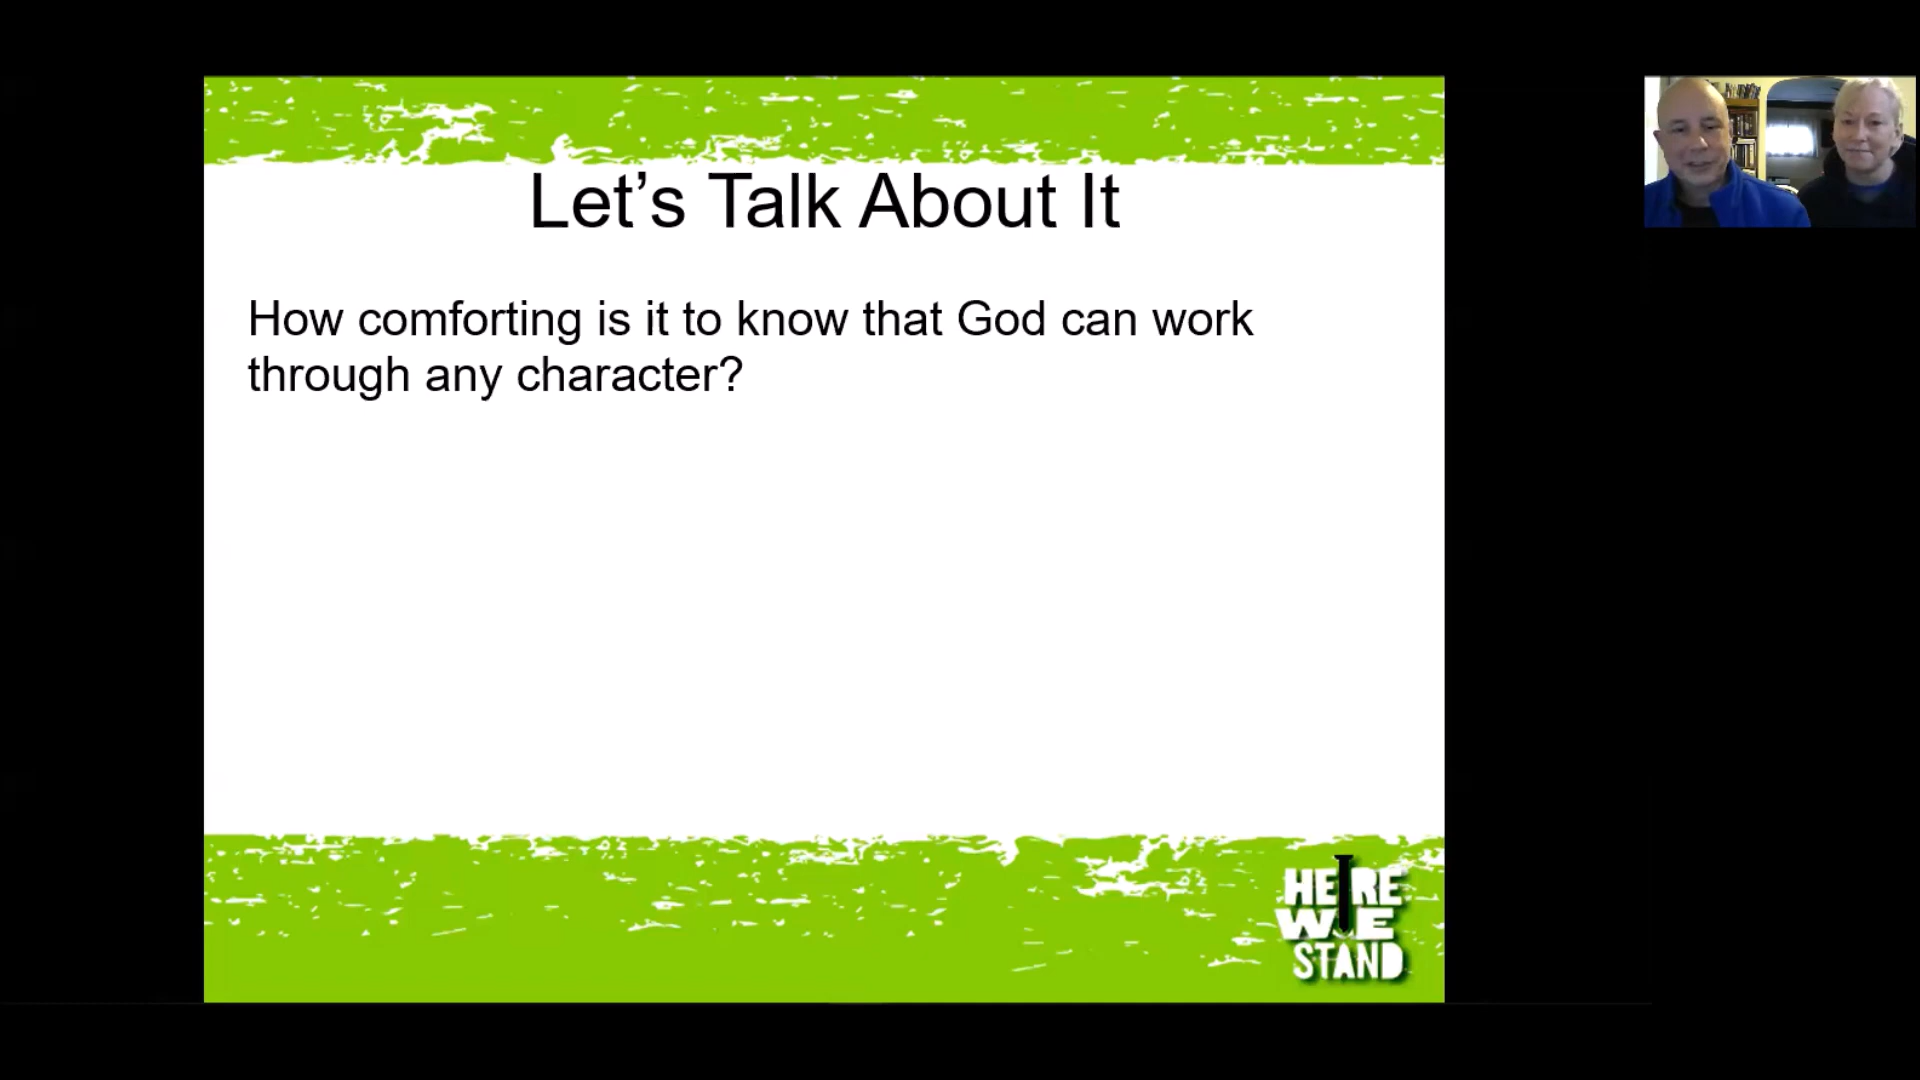 Let’s Talk About It
How comforting is it to know that God can work
through any character?
HERE
WE
STAND